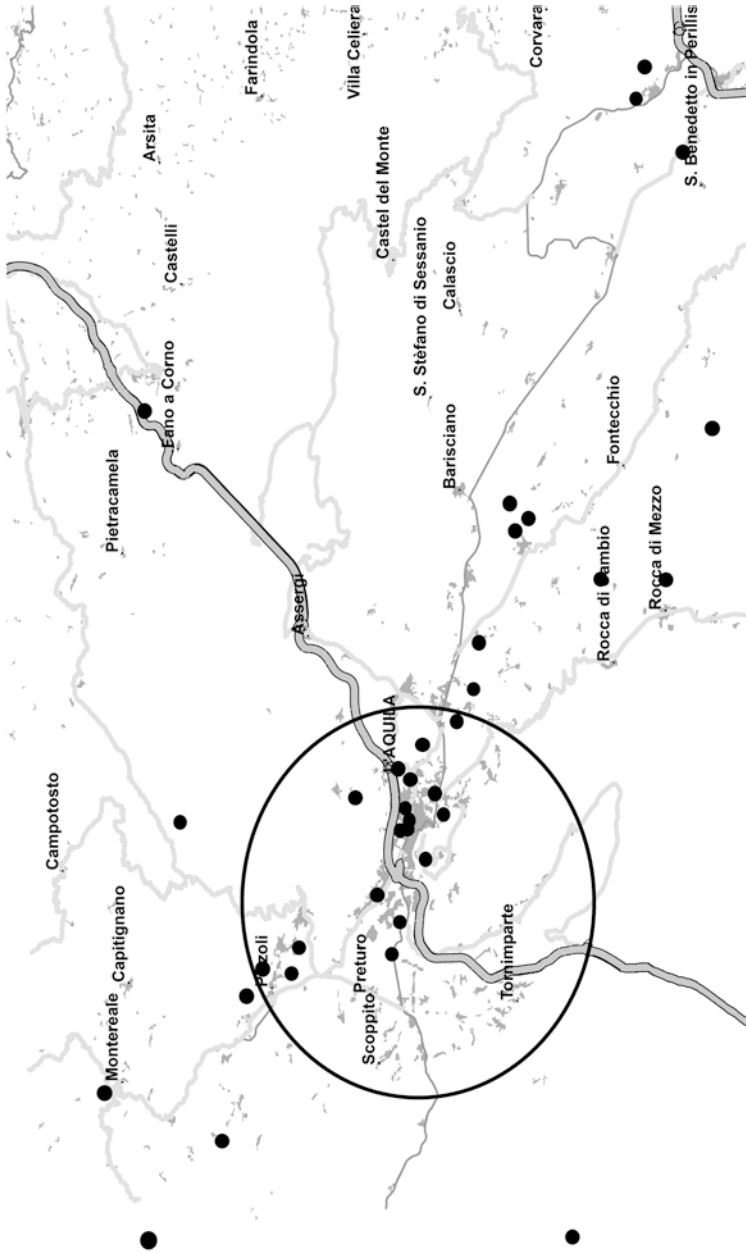 Campotosto
Montereale
Pietracamela
Capitignano
Arsita
Fano a Corno
Castèlli
Farindola
Pizzoli
Assergi
Villa Celiera
Preturo
Scoppito
Castel del Monte
L'AQUILA
S. Stèfano di Sessanio
Calascio
Barisciano
Tornimparte
Corvara
Rocca di Cambio
Fontecchio
Rocca di Mezzo
S. Benedetto in Perillis